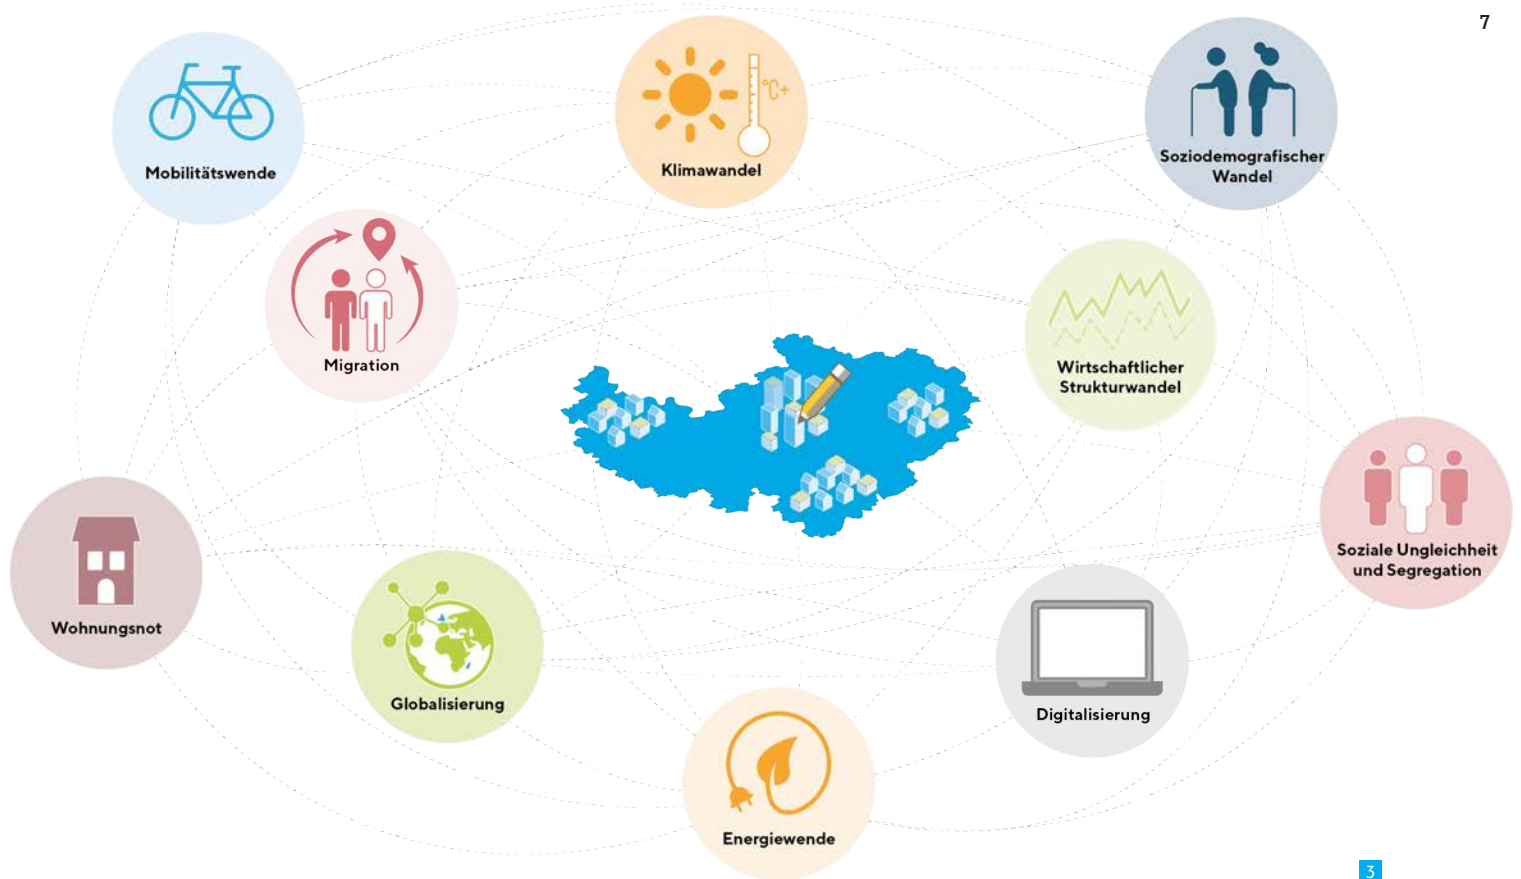 7
Mobilitätswende
Klimawandel
°C+
Soziodemografischer
Wandel
Migration
Wirtschaftlicher
Strukturwandel
Wohnungsnot
Soziale Ungleichheit
und Segregation
Globalisierung
Digitalisierung
Energiewende
3